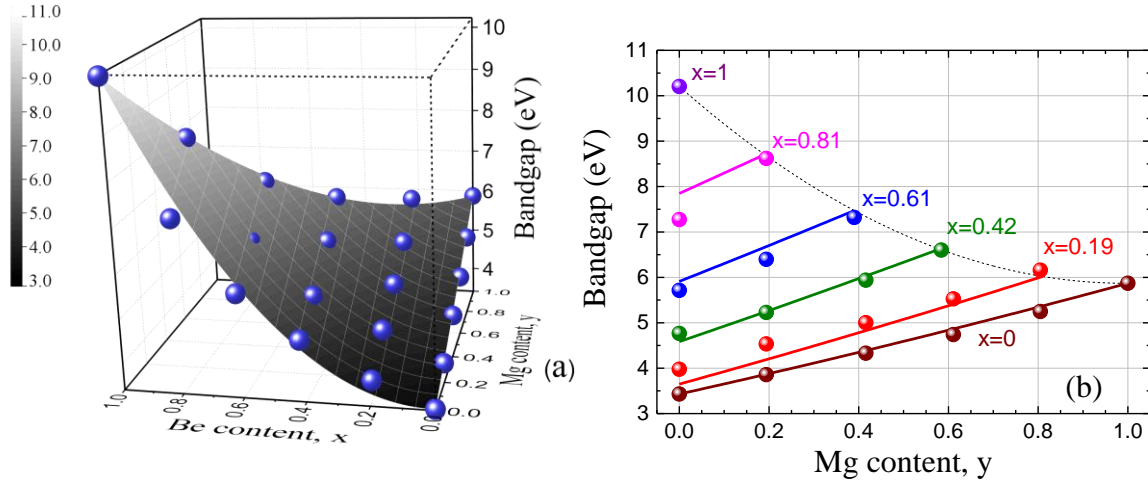 11.0
10.0
9.0
8.0
7.0
6.0
5.0
4.0
3.0
10
9
8
7
6
5
4
Bandgap (eV)
1.0
0.8
0.6
0.4
0.2
0.0
Mg content, y
1.0
0.8
0.6
0.4
0.2
0.0
Be content, x
(a)
11
10
9
8
7
6
5
4
3
Bandgap (eV)
x=1
x=0.81
x=0.61
x=0.42
x=0.19
x=0
(b)
0.0 0.2 0.4 0.6 0.8 1.0
Mg content, y